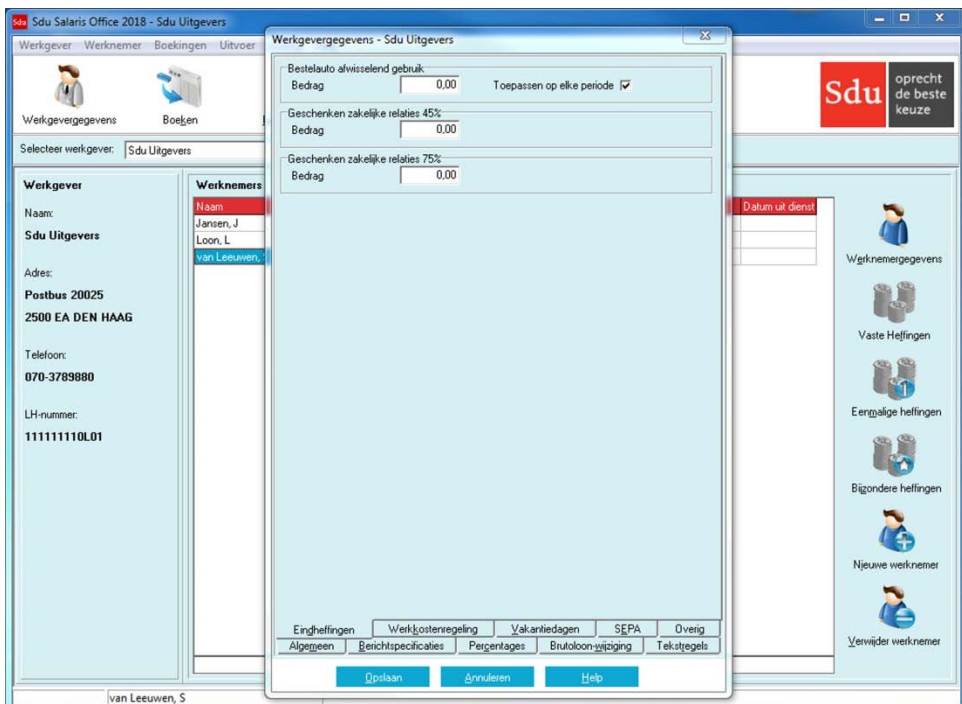 Sdu Salaris Office 2018 - Sdu Uitgevers
Werkgever Werknemer Boekingen Uitvoer
Werkgevergegevens
Boeken
Selecteer werkgever: Sdu Uitgevers
Werkgever
Naam:
Sdu Uitgevers
Adres:
Postbus 20025
2500 EA DEN HAAG
Telefoon:
070-3789880
LH-nummer:
111111110L01
Werknemers
Naam
Jansen, J
Loon, L
van Leeuwen, S
Werkgevergegevens - Sdu Uitgevers
Bestelauto afwisselend gebruik
Bedrag 0,00 Toepassen op elke periode
Geschenken zakelijke relaties 45%
Bedrag 0,00
Geschenken zakelijke relaties 75%
Bedrag 0,00
Eindheffingen Werkkostenregeling Vakantiedagen SEPA Overig
Algemeen Berichtspecificaties Percentages Brutoloon-wijziging Tekstregels
Opslaan Annuleren Help
Sdu
oprecht
de beste
keuze
Datum uit dienst
Werknemergegevens
Vaste Heffingen
Eenmalige heffingen
Bijzondere heffingen
Nieuwe werknemer
Verwijder werknemer
van Leeuwen, S